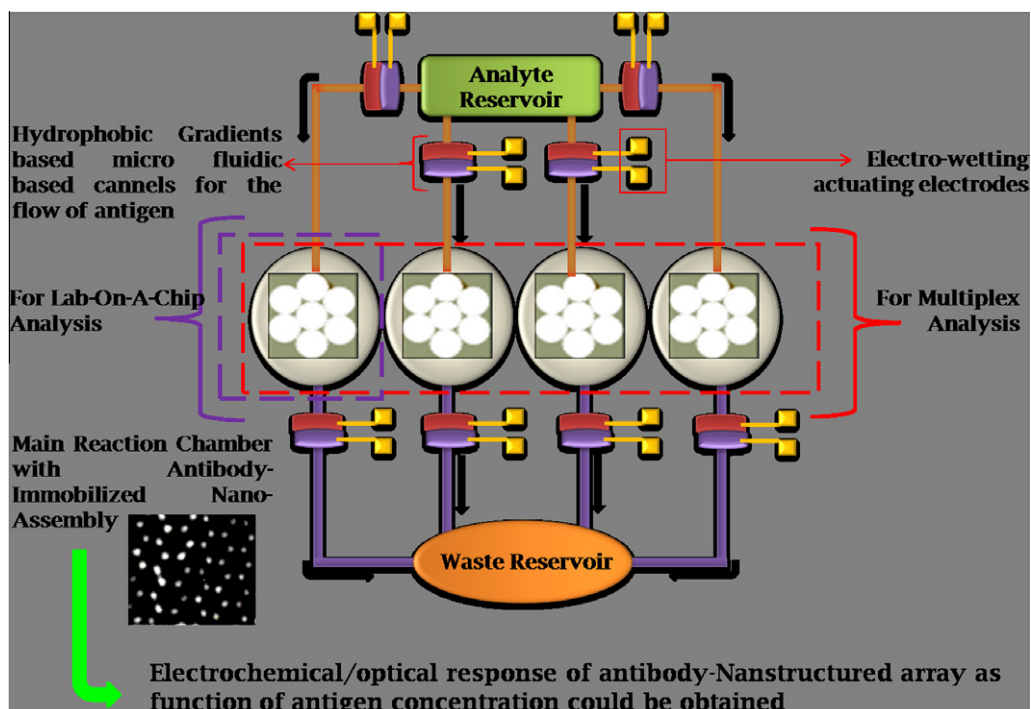 Analyte
Reservoir
Hydrophobic Gradients
based micro fluidic
based cannels for the
flow of antigen
Electro-wetting
actuating electrodes
For Lab-On-A-Chip
Analysis
For Multiplex
Analysis
Main Reaction Chamber
with Antibody-
Immobilized Nano-
Assembly
Waste Reservoir
Electrochemical/optical response of antibody-Nanstructured array as
function of antigen concentration could be obtained